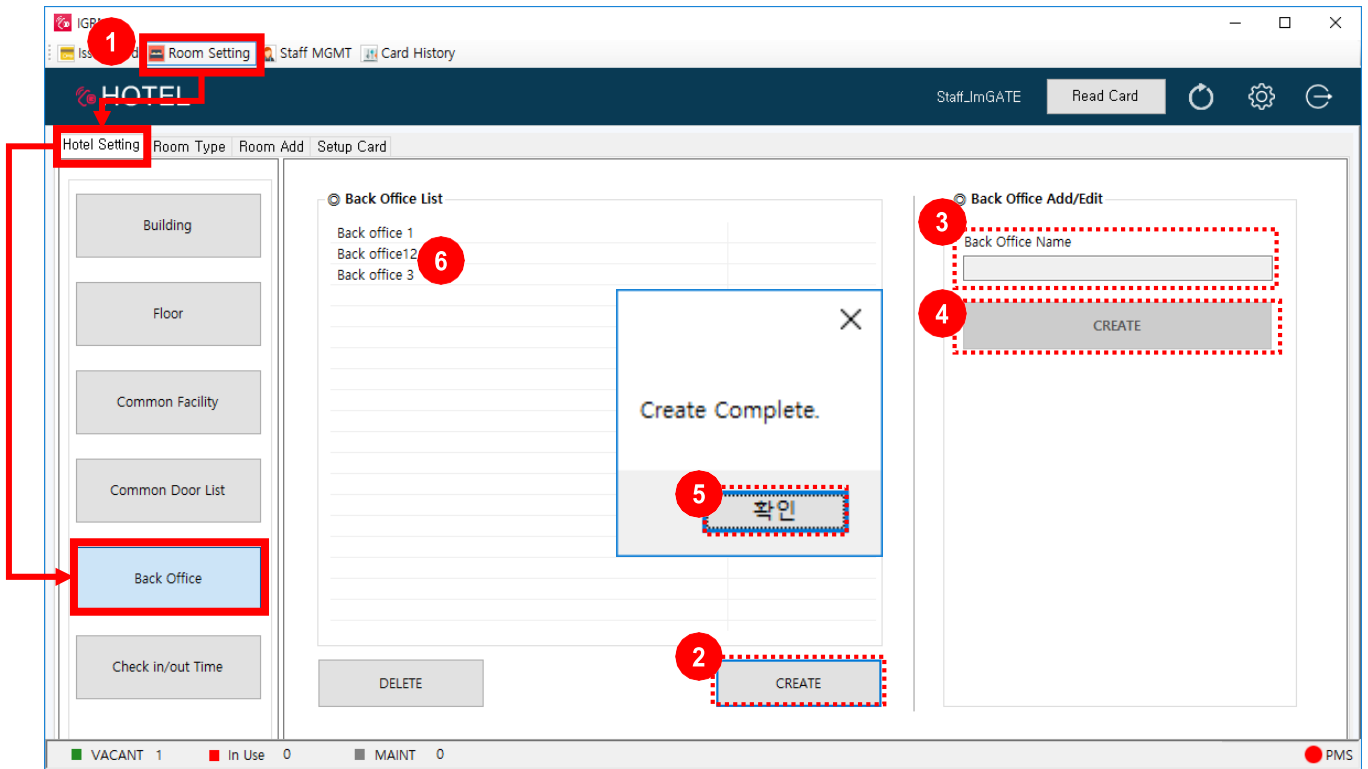 1
Room Setting Staff MGMT Card History
HOTEL
Staff_ImGATE Read Card
Hotel Setting Room Type Room Add Setup Card
Building
Floor
Common Facility
Common Door List
Back Office
Check in/out Time
◎ Back Office List
Back office 1
Back office12
Back office 3
6
Create Complete.
5
확인
2
DELETE CREATE
◎ Back Office Add/Edit
3
Back Office Name
4
CREATE
VACANT 1 In Use 0 MAINT 0 PMS